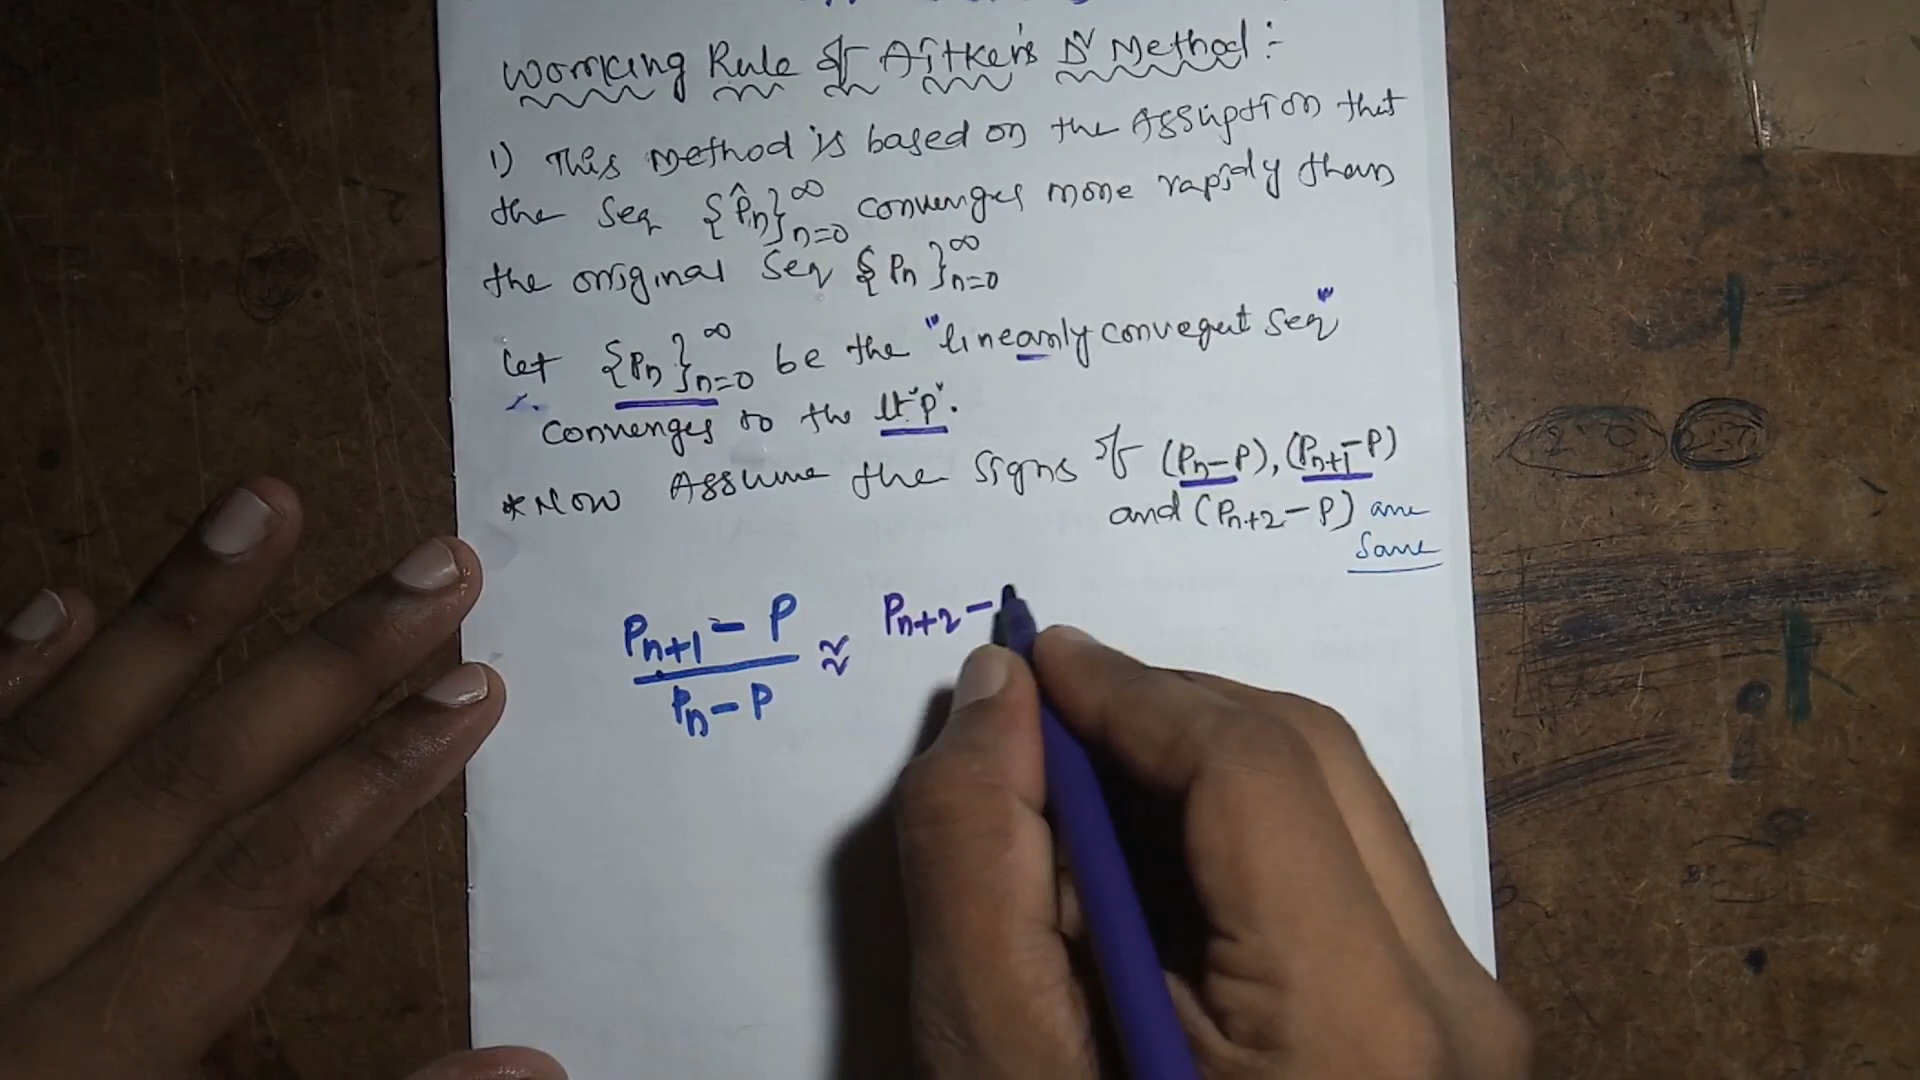 Working Rule of Aitken's Δ² Method :-
1) This Method is based on the Assuption that
the Seq {P̂n}∞n=0 converges more rapidly than
the original Seq {Pn}∞n=0
Let {Pn}∞n=0 be the "linearly convegent Seq"
Converges to the lt "p".
*Now Assume the signs of (Pn-P), (Pn+1-P)
and (Pn+2-P) are
Same
Pn+1 - P / Pn - P ≈ Pn+2 -